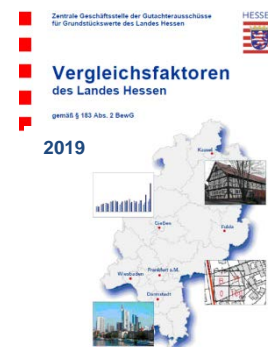 Zentrale Geschäftsstelle der Gutachterausschüsse
für Grundstückswerte des Landes Hessen
HESSEN
Vergleichsfaktoren
des Landes Hessen
gemäß § 183 Abs. 2 BewG
2019
Kassel
Gießen
Fulda
Wiesbaden
Frankfurt a.M.
Darmstadt